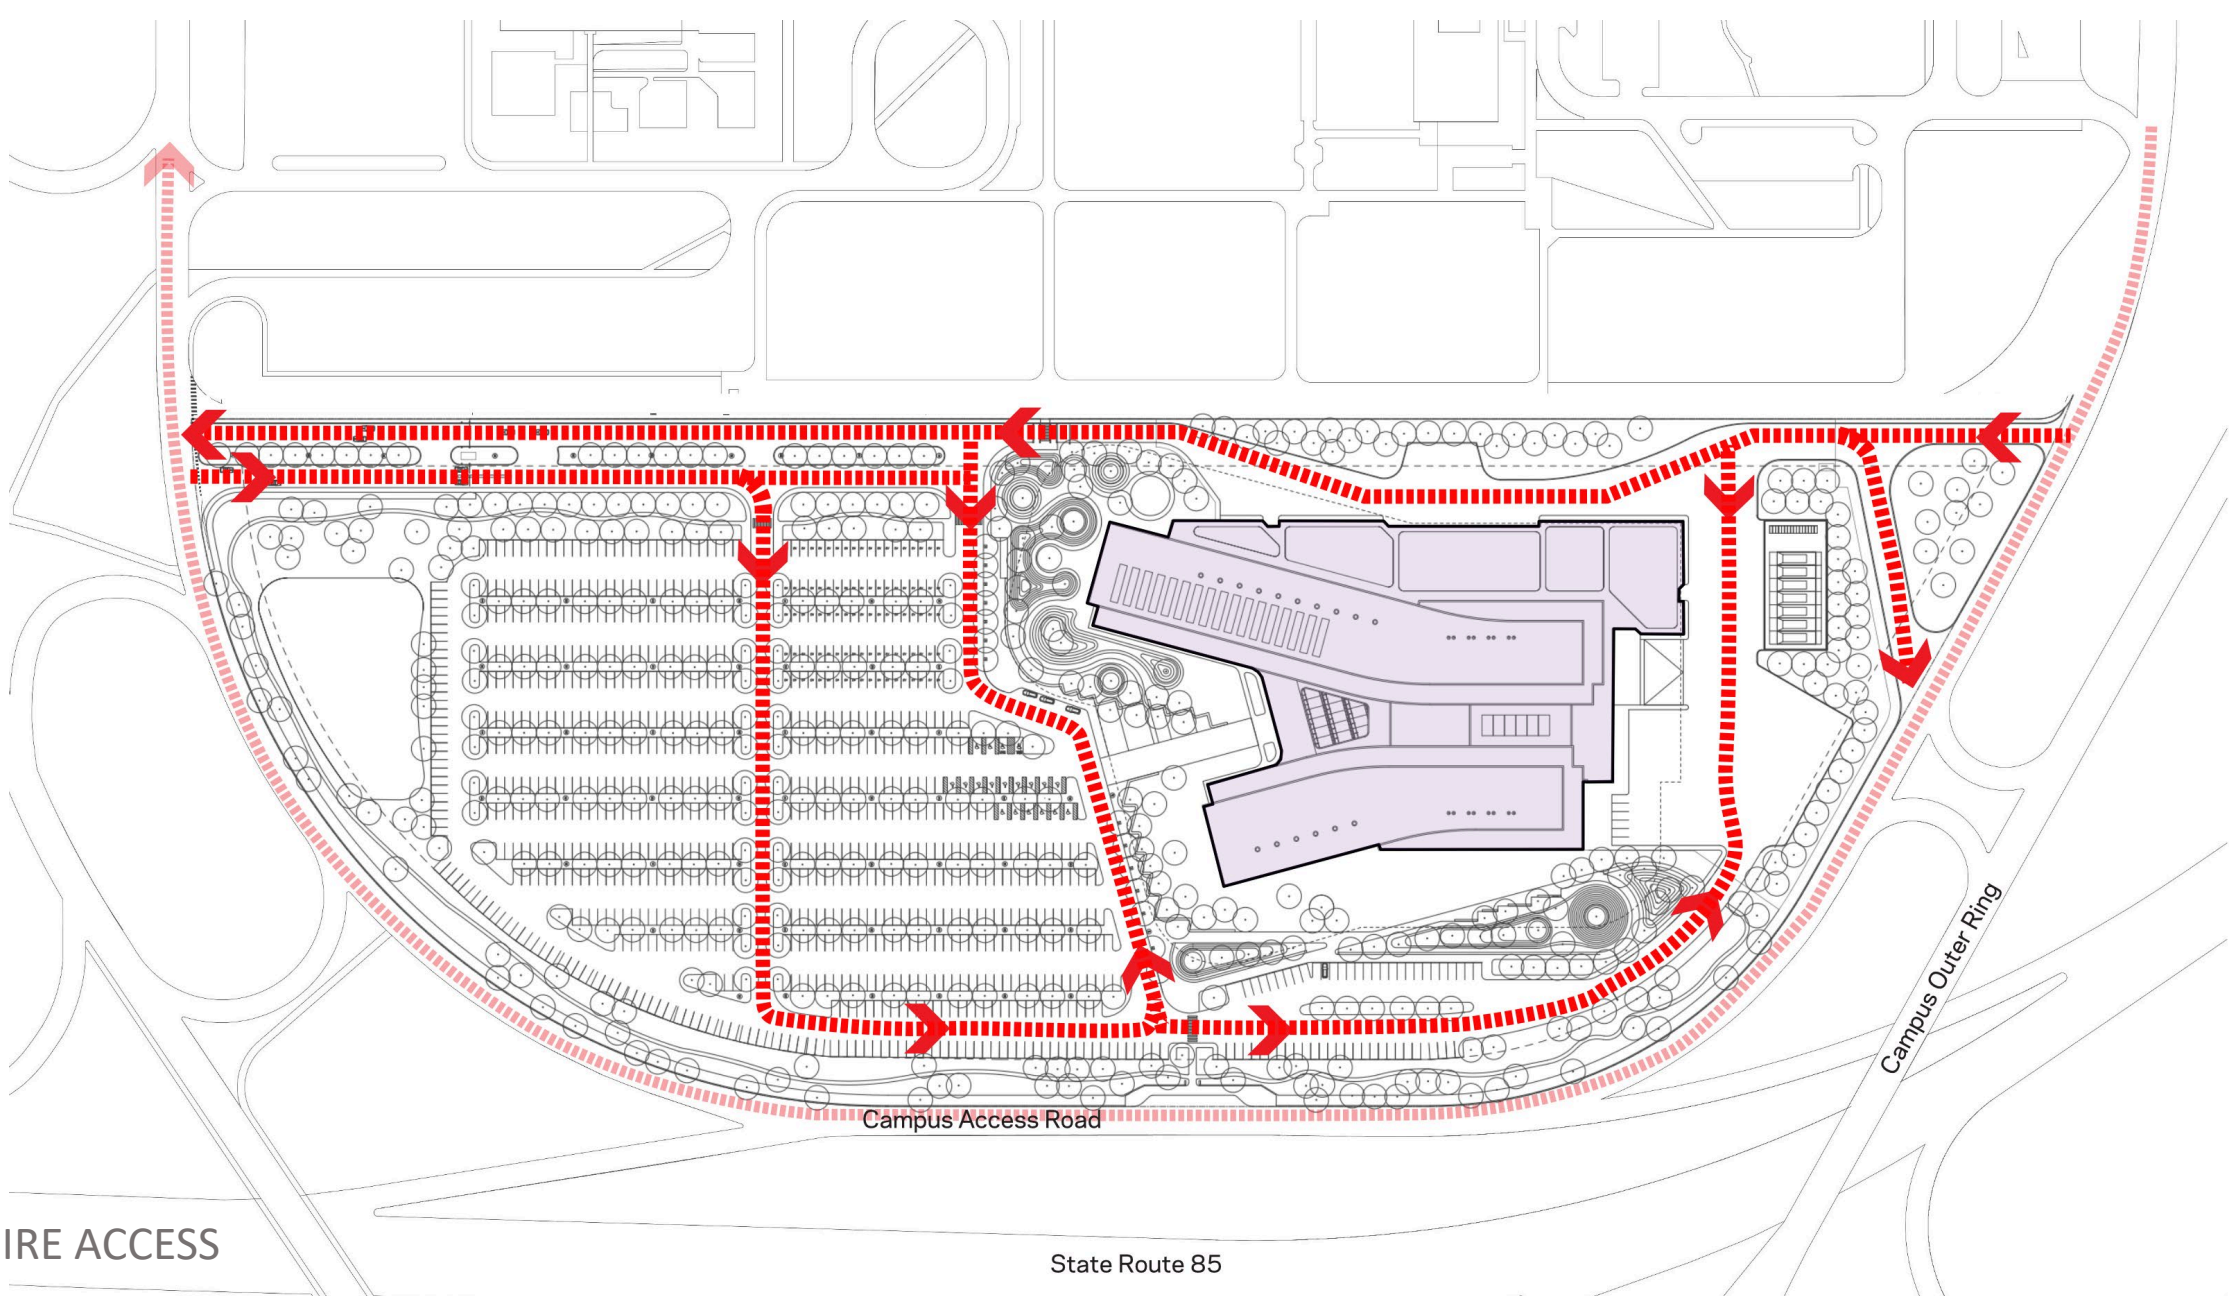 Campus Access Road
Campus Outer Ring
IRE ACCESS
State Route 85